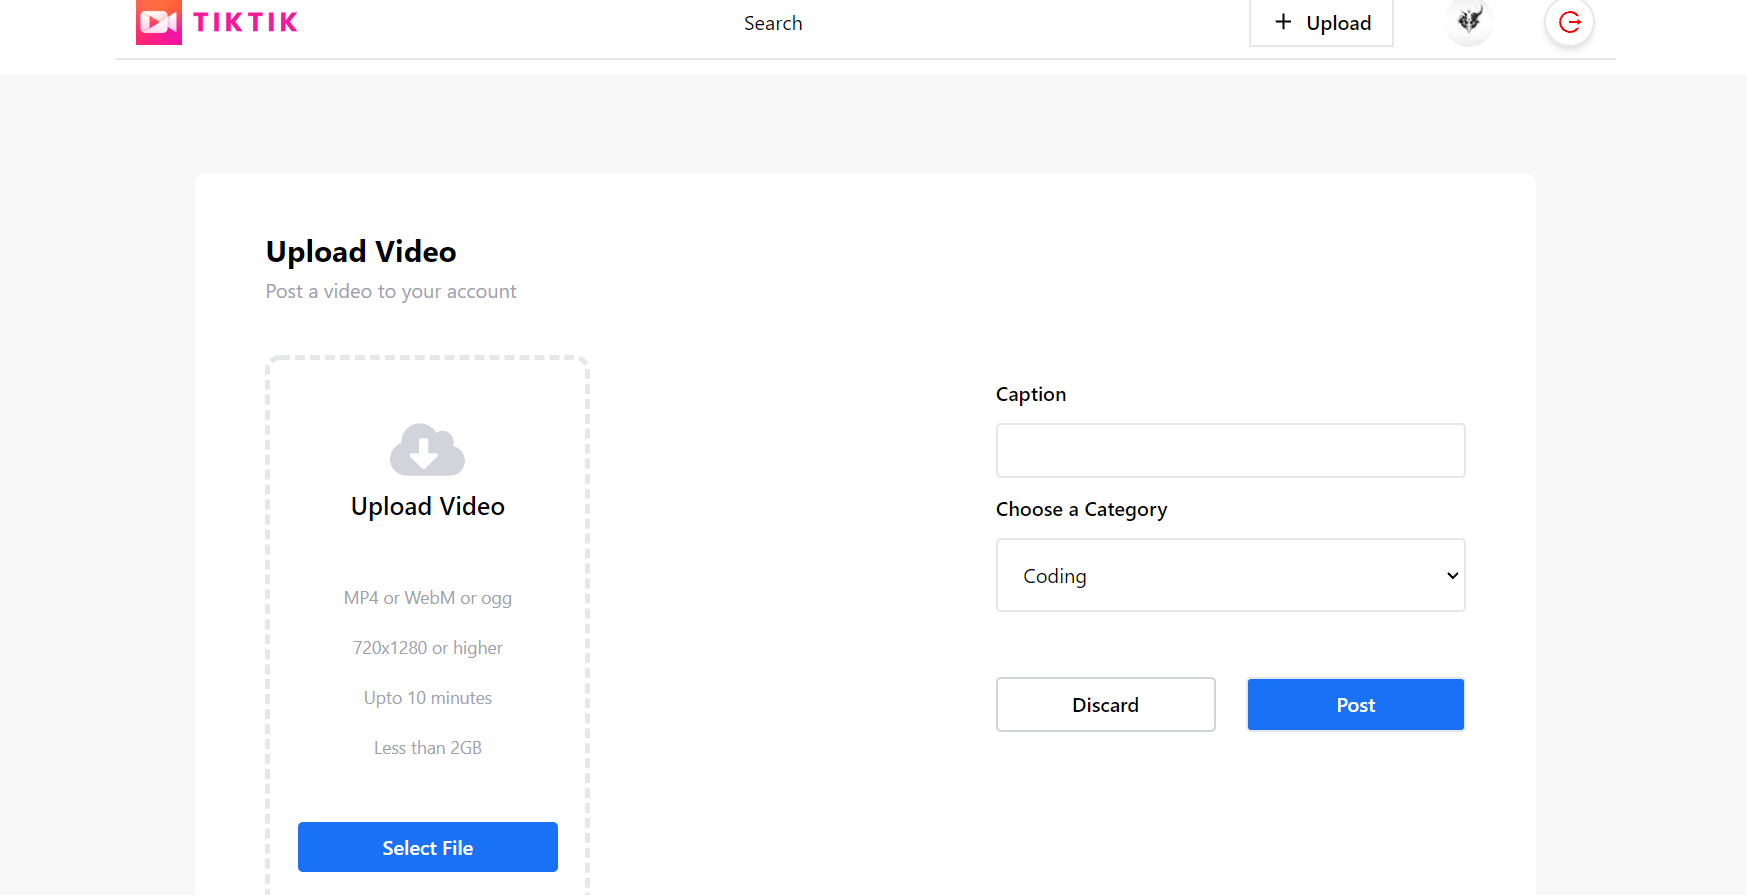 TIKTIK
Search
+ Upload
Upload Video
Post a video to your account
Upload Video
MP4 or WebM or ogg
720x1280 or higher
Upto 10 minutes
Less than 2GB
Select File
Caption
Choose a Category
Coding
Discard
Post